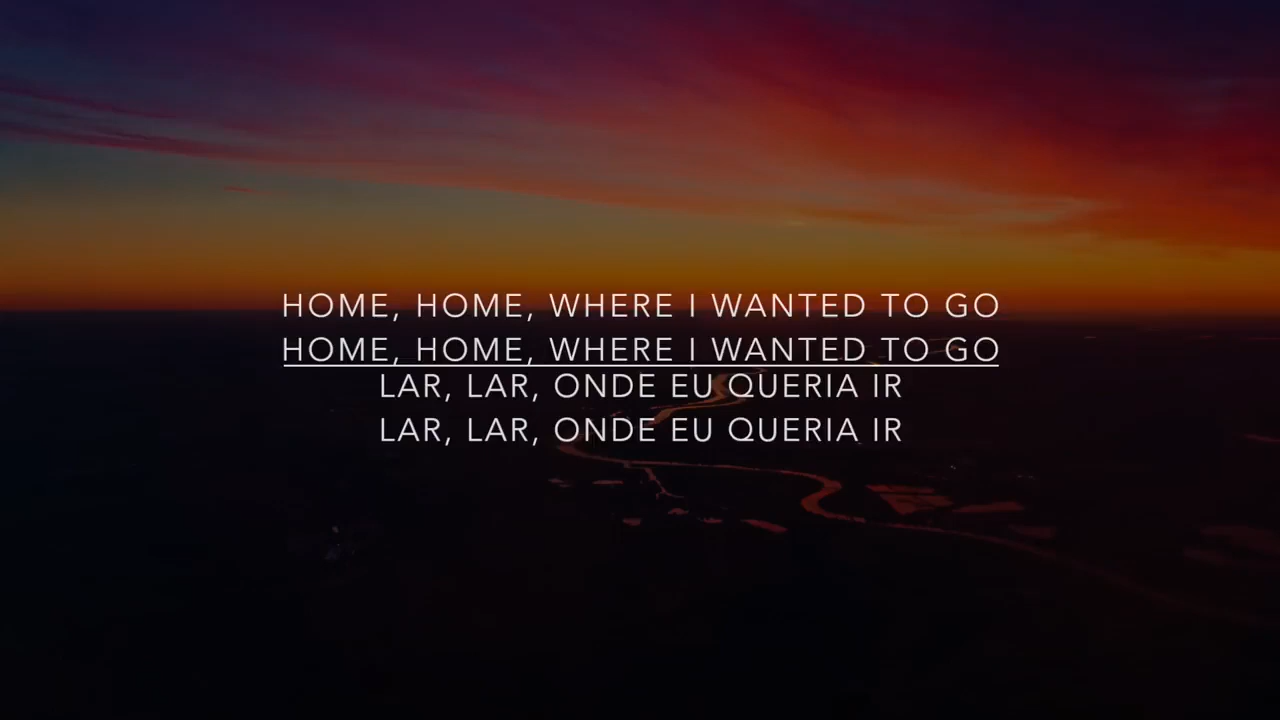 HOME, HOME, WHERE I WANTED TO GO
HOME, HOME, WHERE I WANTED TO GO
LAR, LAR, ONDE EU QUERIA IR
LAR, LAR, ONDE EU QUERIA IR